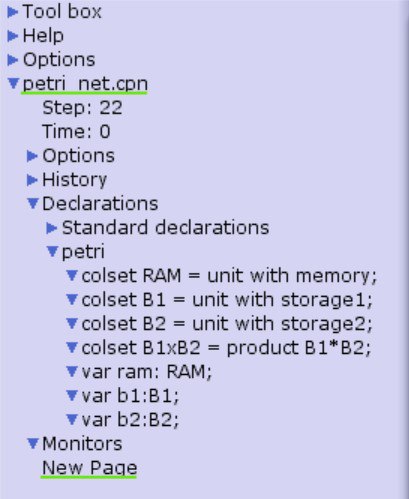 Tool box
Help
Options
petri_net.cpn
Step: 22
Time: 0
Options
History
Declarations
Standard declarations
petri
colset RAM = unit with memory;
colset B1 = unit with storage1;
colset B2 = unit with storage2;
colset B1xB2 = product B1*B2;
var ram: RAM;
var b1:B1;
var b2:B2;
Monitors
New Page